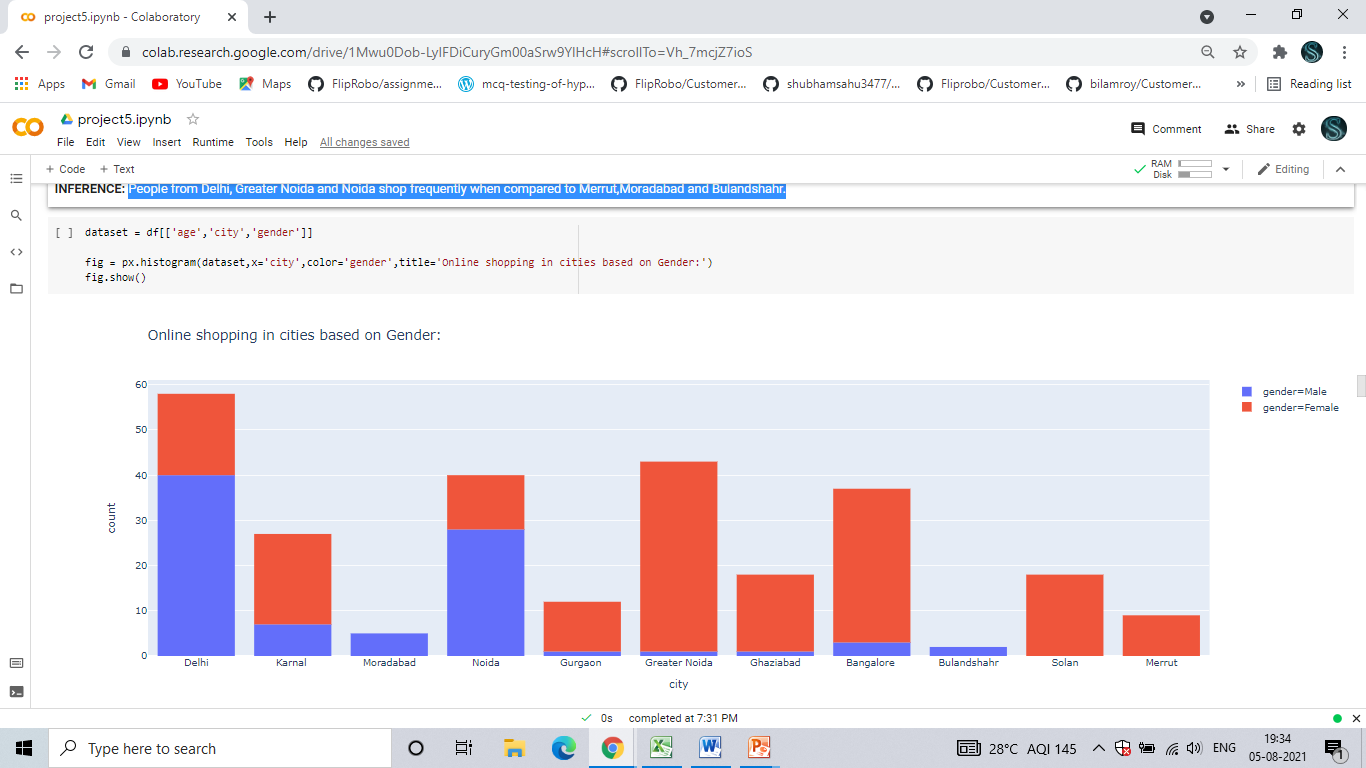 project5.ipynb - Colaboratory
colab.research.google.com/drive/1Mwu0Dob-LyIFDiCuryGm00aSrw9YlHcH#scrollTo=Vh_7mcjZ7ioS
Apps Gmail YouTube Maps FlipRobo/assignme... mcq-testing-of-hyp... FlipRobo/Customer... shubhamsahu3477/... Fliprobo/Customer... bilamroy/Customer... » Reading list
project5.ipynb
Comment Share
File Edit View Insert Runtime Tools Help All changes saved
+ Code + Text RAM Disk Editing
INFERENCE: People from Delhi, Greater Noida and Noida shop frequently when compared to Merrut,Moradabad and Bulandshahr.
[ ] dataset = df[['age','city','gender']]
fig = px.histogram(dataset,x='city',color='gender',title='Online shopping in cities based on Gender:')
fig.show()
Online shopping in cities based on Gender:
gender=Male
gender=Female
60
50
40
30
20
10
0
count
Delhi Karnal Moradabad Noida Gurgaon Greater Noida Ghaziabad Bangalore Bulandshahr Solan Merrut
city
0s completed at 7:31 PM
Type here to search
28°C AQI 145 ENG 19:34
05-08-2021
1